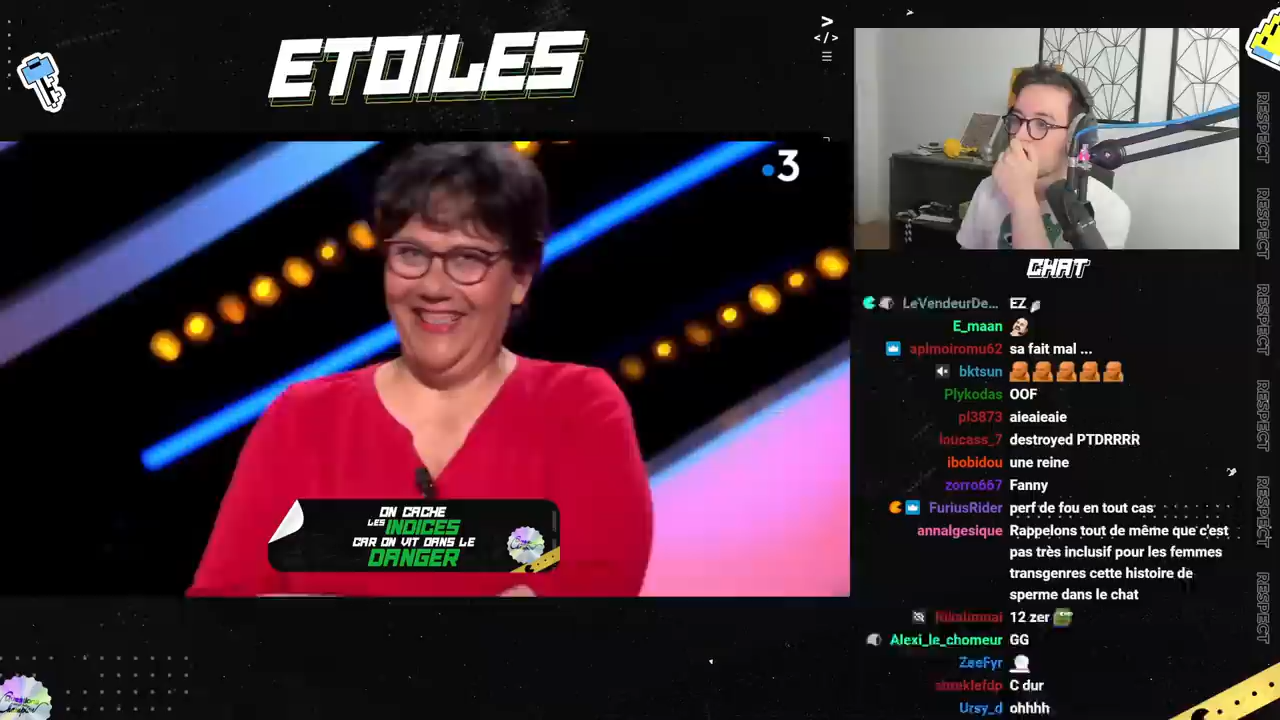 ETOILES
3
ON CACHE
LES INDICES
CAR ON VIT DANS LE
DANGER
CHAT
LeVendeurDe... EZ
E_maan
aplmoiromu62 sa fait mal ...
bktsun
Plykodas OOF
pl3873 aieaieaie
loucass_7 destroyed PTDRRRR
ibobidou une reine
zorro667 Fanny
FuriusRider perf de fou en tout cas
annalgesique Rappelons tout de même que c'est
pas très inclusif pour les femmes
transgenres cette histoire de
sperme dans le chat
12 zer
Alexi_le_chomeur GG
ZeeFyr
C dur
Ursy_d ohhhh
RESPECT
RESPECT
RESPECT
RESPECT
RESPECT
RESPECT